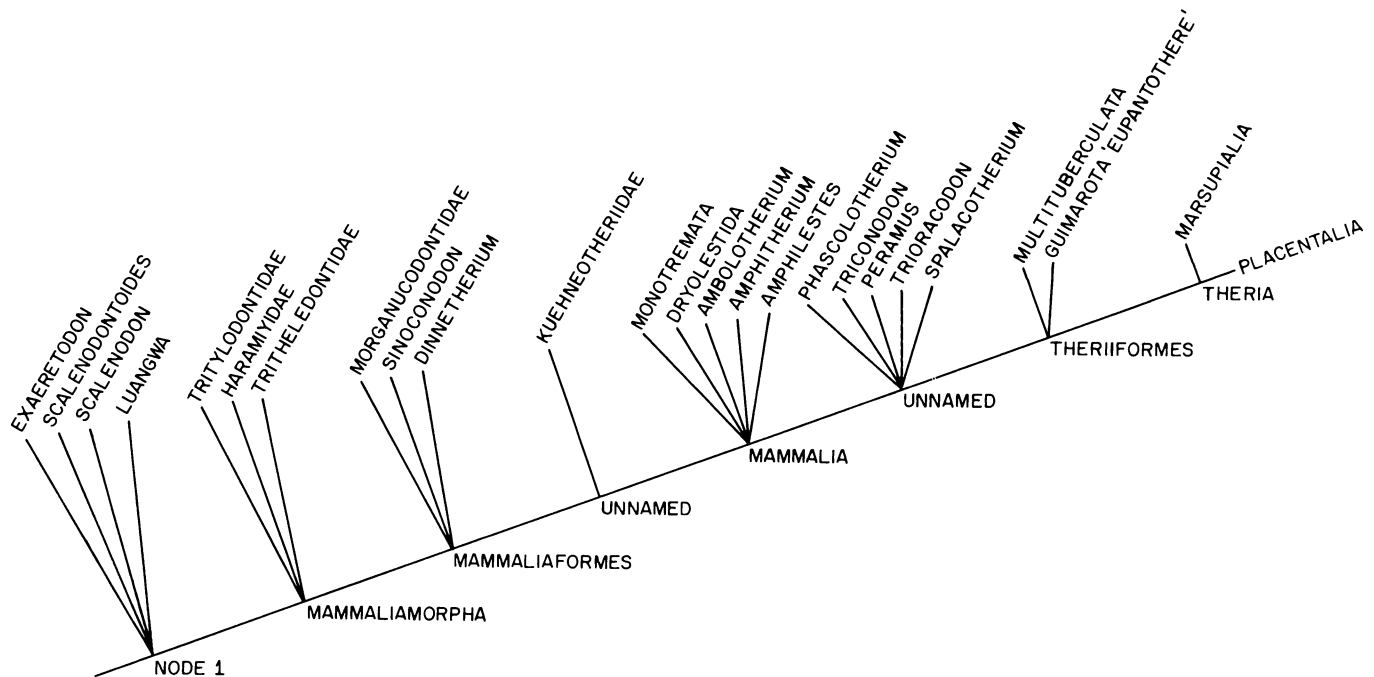 EXAERETODON
SCALENODONTOIDES
SCALENODON
LUANGWA
TRITYLODONTIDAE
HARAMIYIDAE
TRITHELEDONTIDAE
MORGANUCODONTIDAE
SINOCONODON
DINNETHERIUM
KUEHNEOTHERIIDAE
MONOTREMATA
DRYOLESTIDA
AMBOLOTHERIUM
AMPHITHERIUM
AMPHILESTES
PHASCOLOTHERIUM
TRICONODON
PERAMUS
TRIORACODON
SPALACOTHERIUM
MULTITUBERCULATA
GUIMAROTA 'EUPANTOTHERE'
MARSUPIALIA
PLACENTALIA
THERIA
THERIIFORMES
UNNAMED
MAMMALIA
UNNAMED
MAMMALIAFORMES
MAMMALIAMORPHA
NODE 1